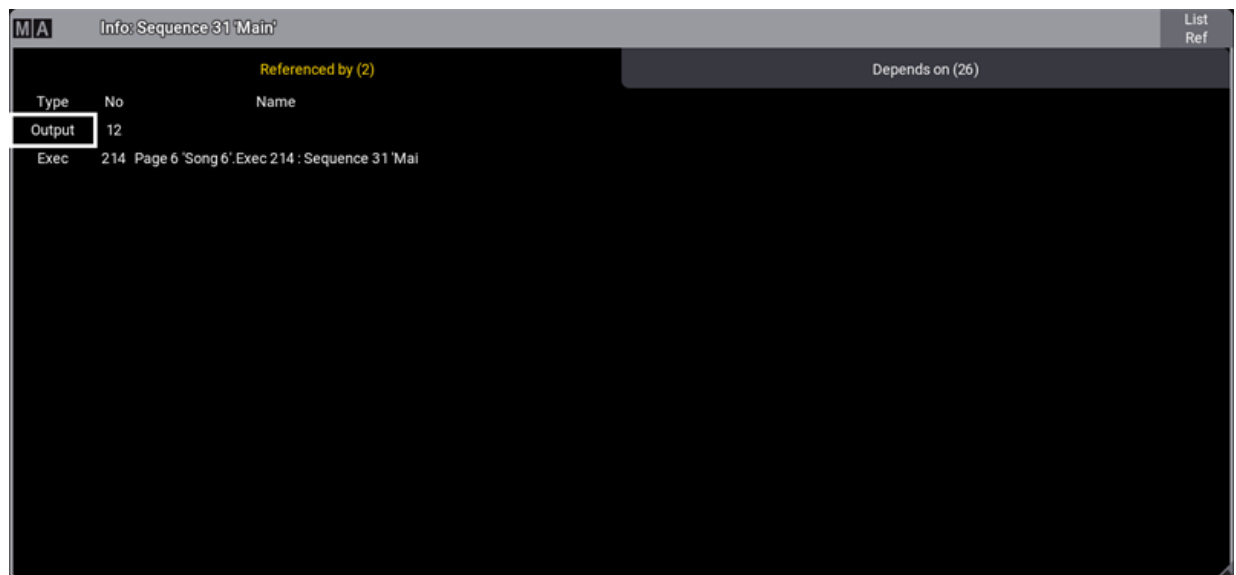 MA Info: Sequence 31 'Main' List
Ref
Referenced by (2) Depends on (26)
Type No Name
Output 12
Exec 214 Page 6 'Song 6'.Exec 214 : Sequence 31 'Mai